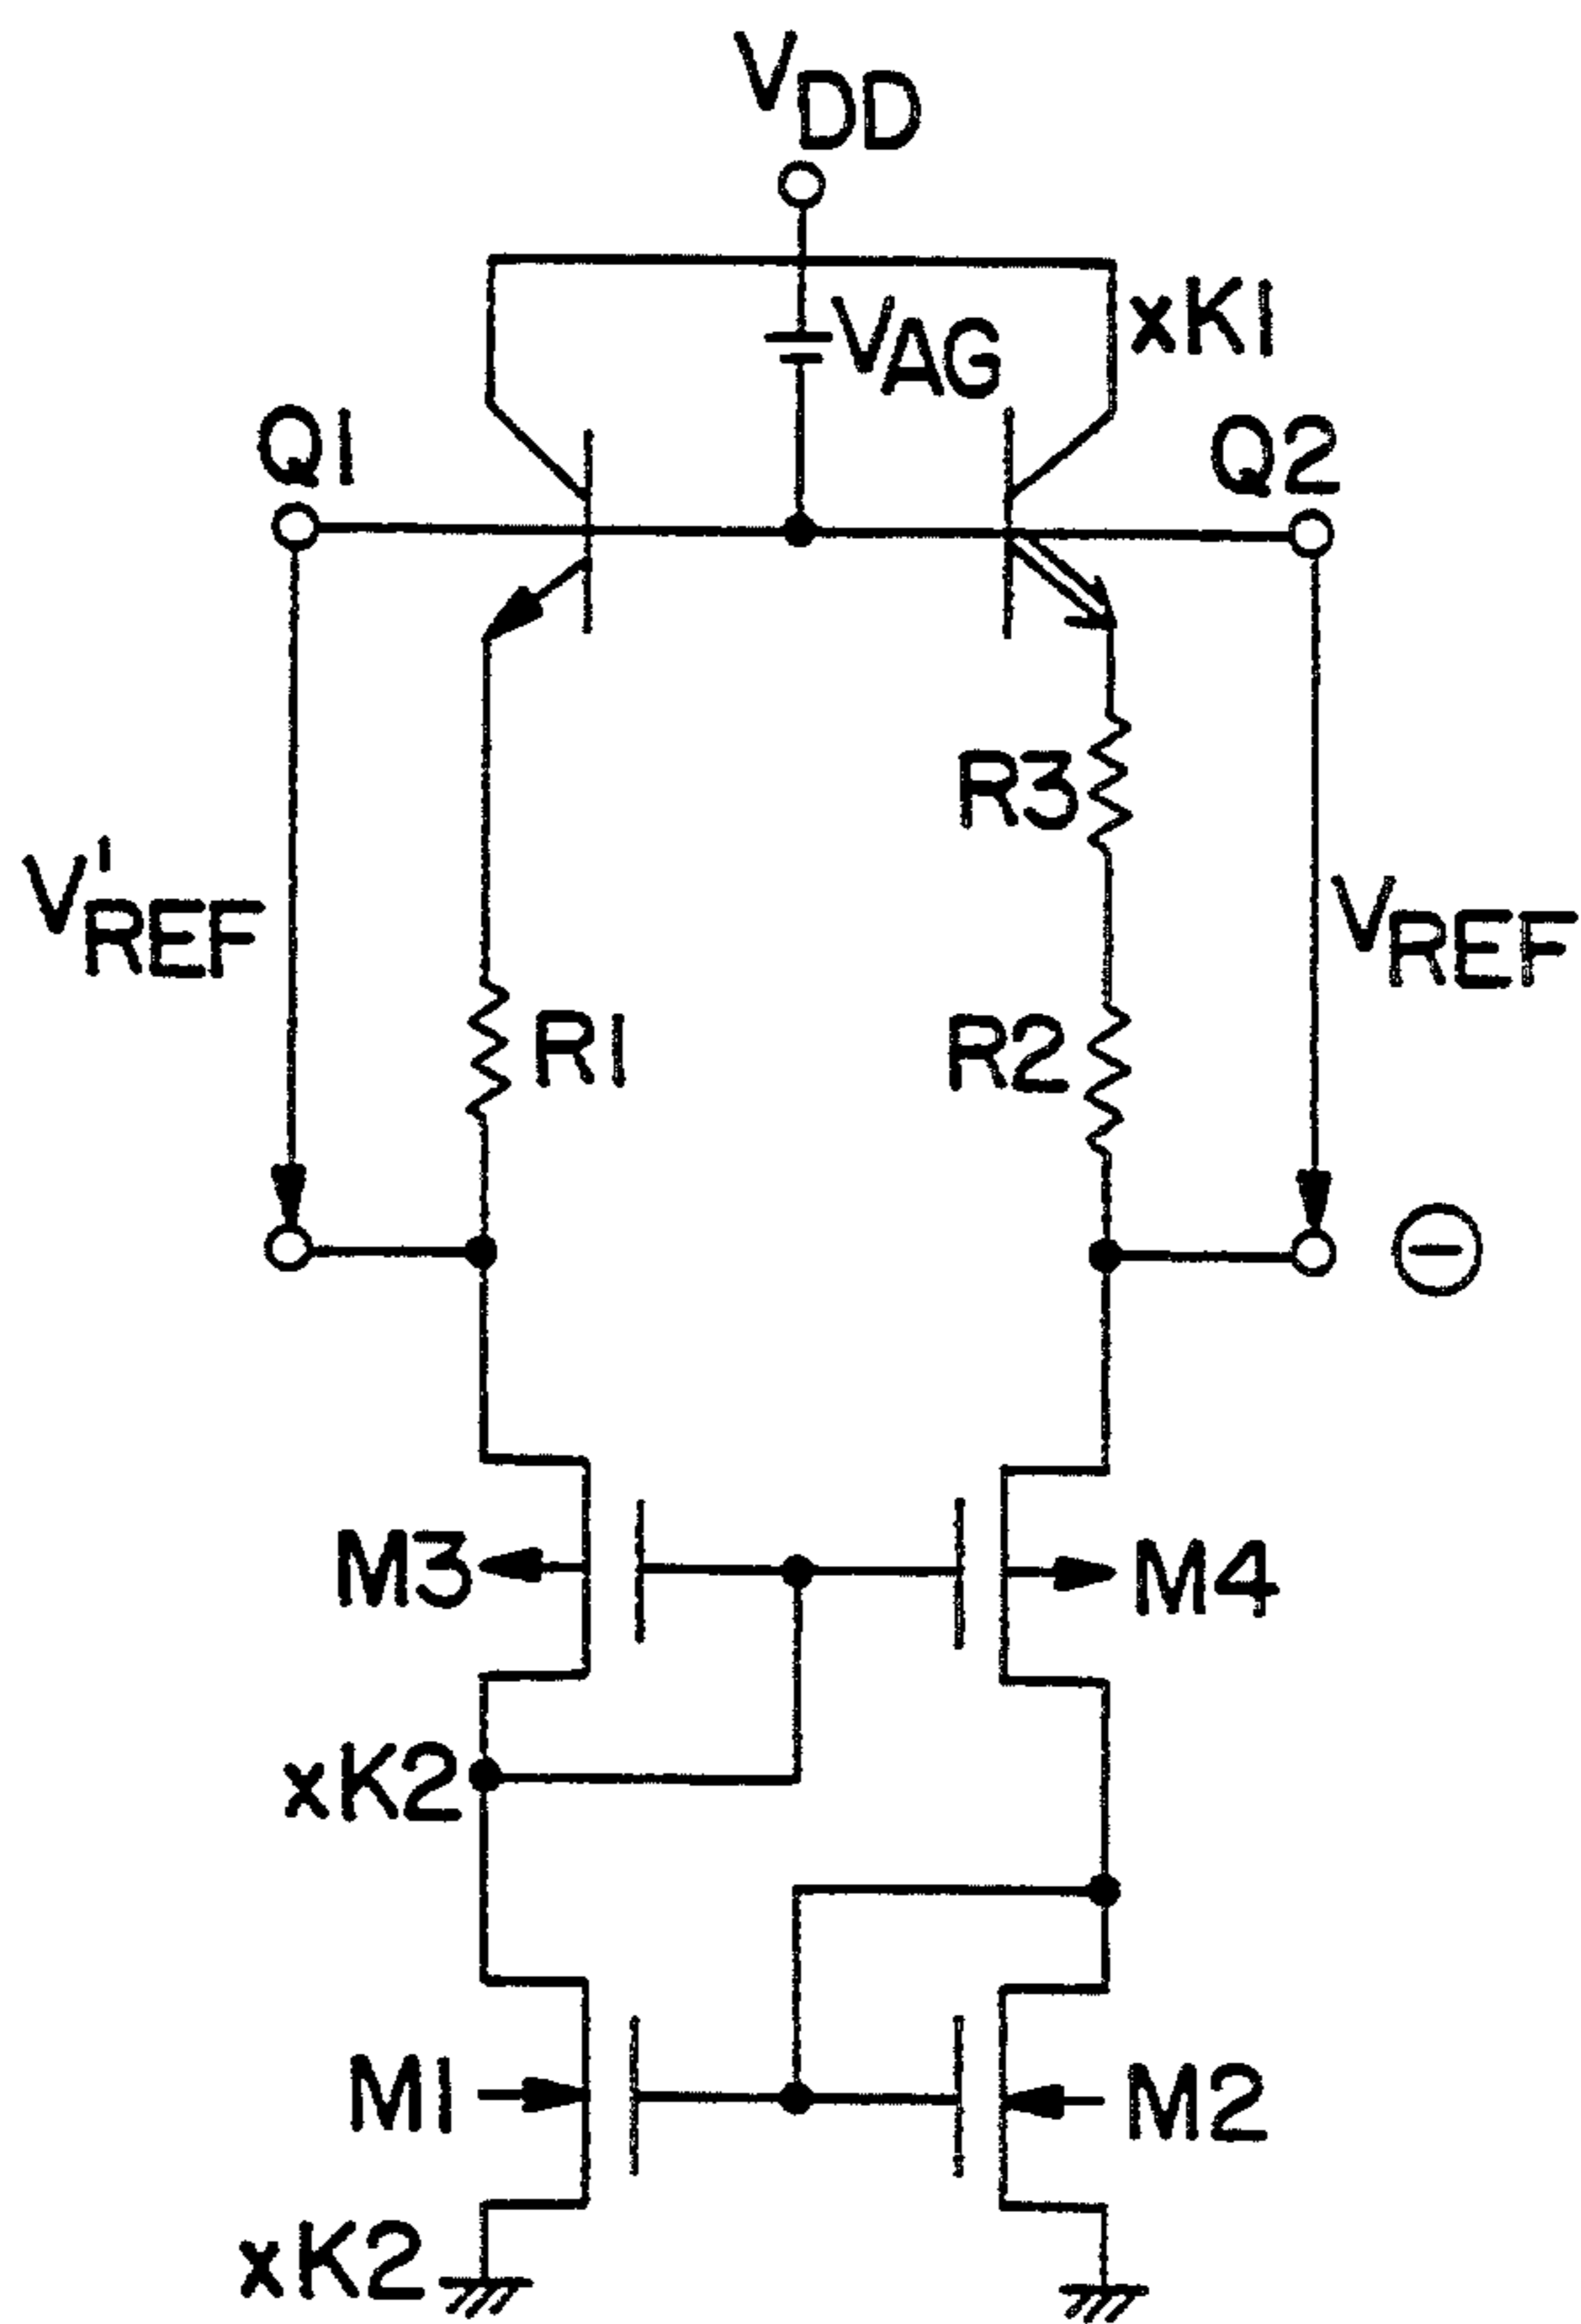 VDD
VAG
xK1
Q1
Q2
R3
V'REF
VREF
R1
R2
⊖
M3
M4
xK2
M1
M2
xK2